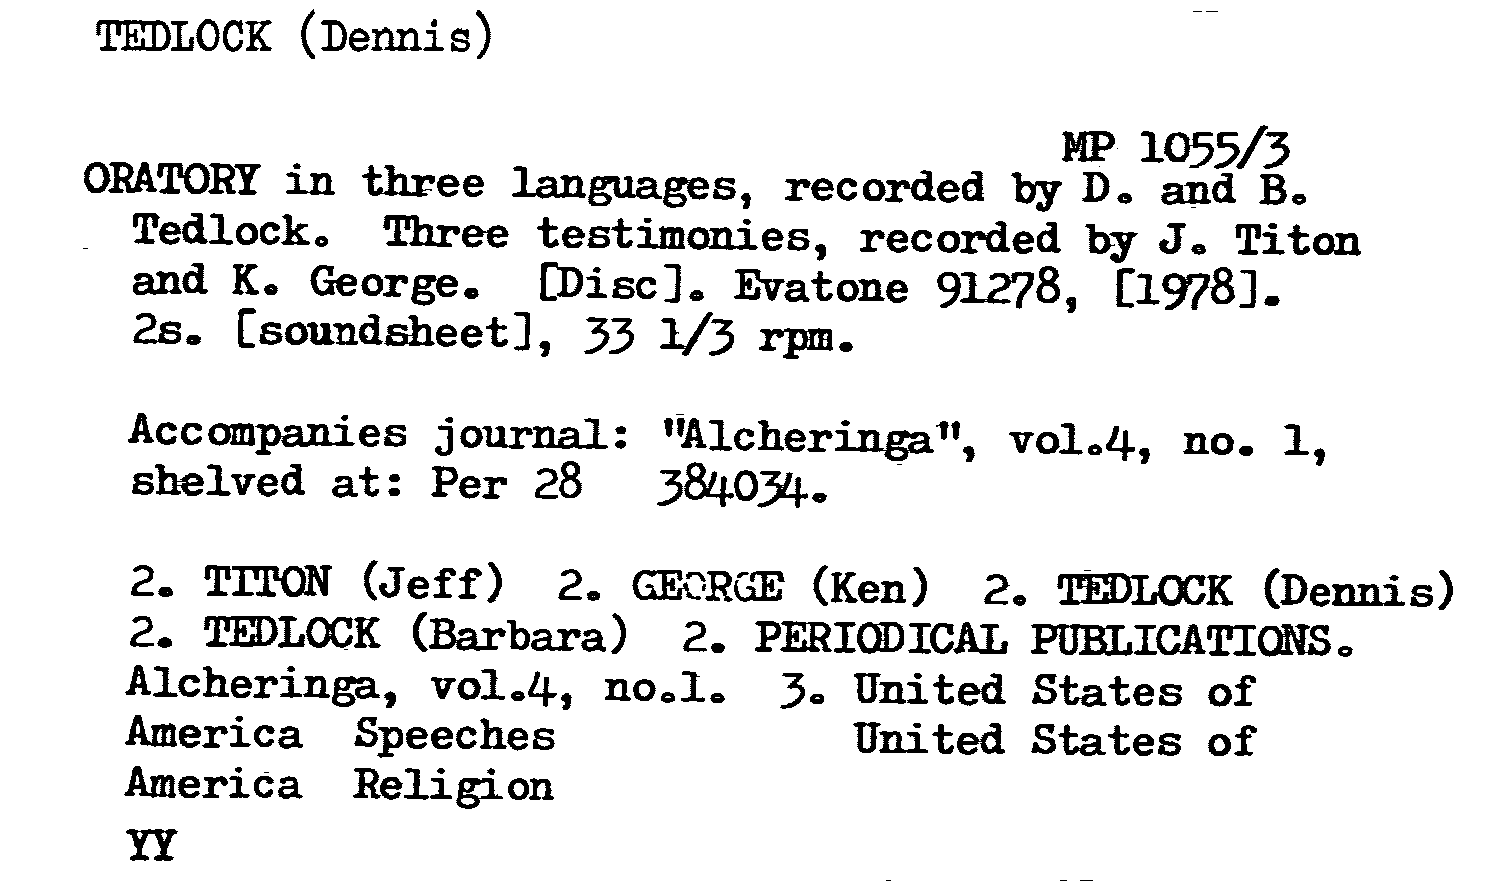 TEDLOCK (Dennis)
MP 1055/3
ORATORY in three languages, recorded by D. and B.
Tedlock. Three testimonies, recorded by J. Titon
and K. George. [Disc]. Evatone 91278, [1978].
2s. [soundsheet], 33 1/3 rpm.
Accompanies journal: "Alcheringa", vol.4, no. 1,
shelved at: Per 28 384034.
2. TITON (Jeff) 2. GEORGE (Ken) 2. TEDLOCK (Dennis)
2. TEDLOCK (Barbara) 2. PERIODICAL PUBLICATIONS.
Alcheringa, vol.4, no.1. 3. United States of
America Speeches United States of
America Religion
YY